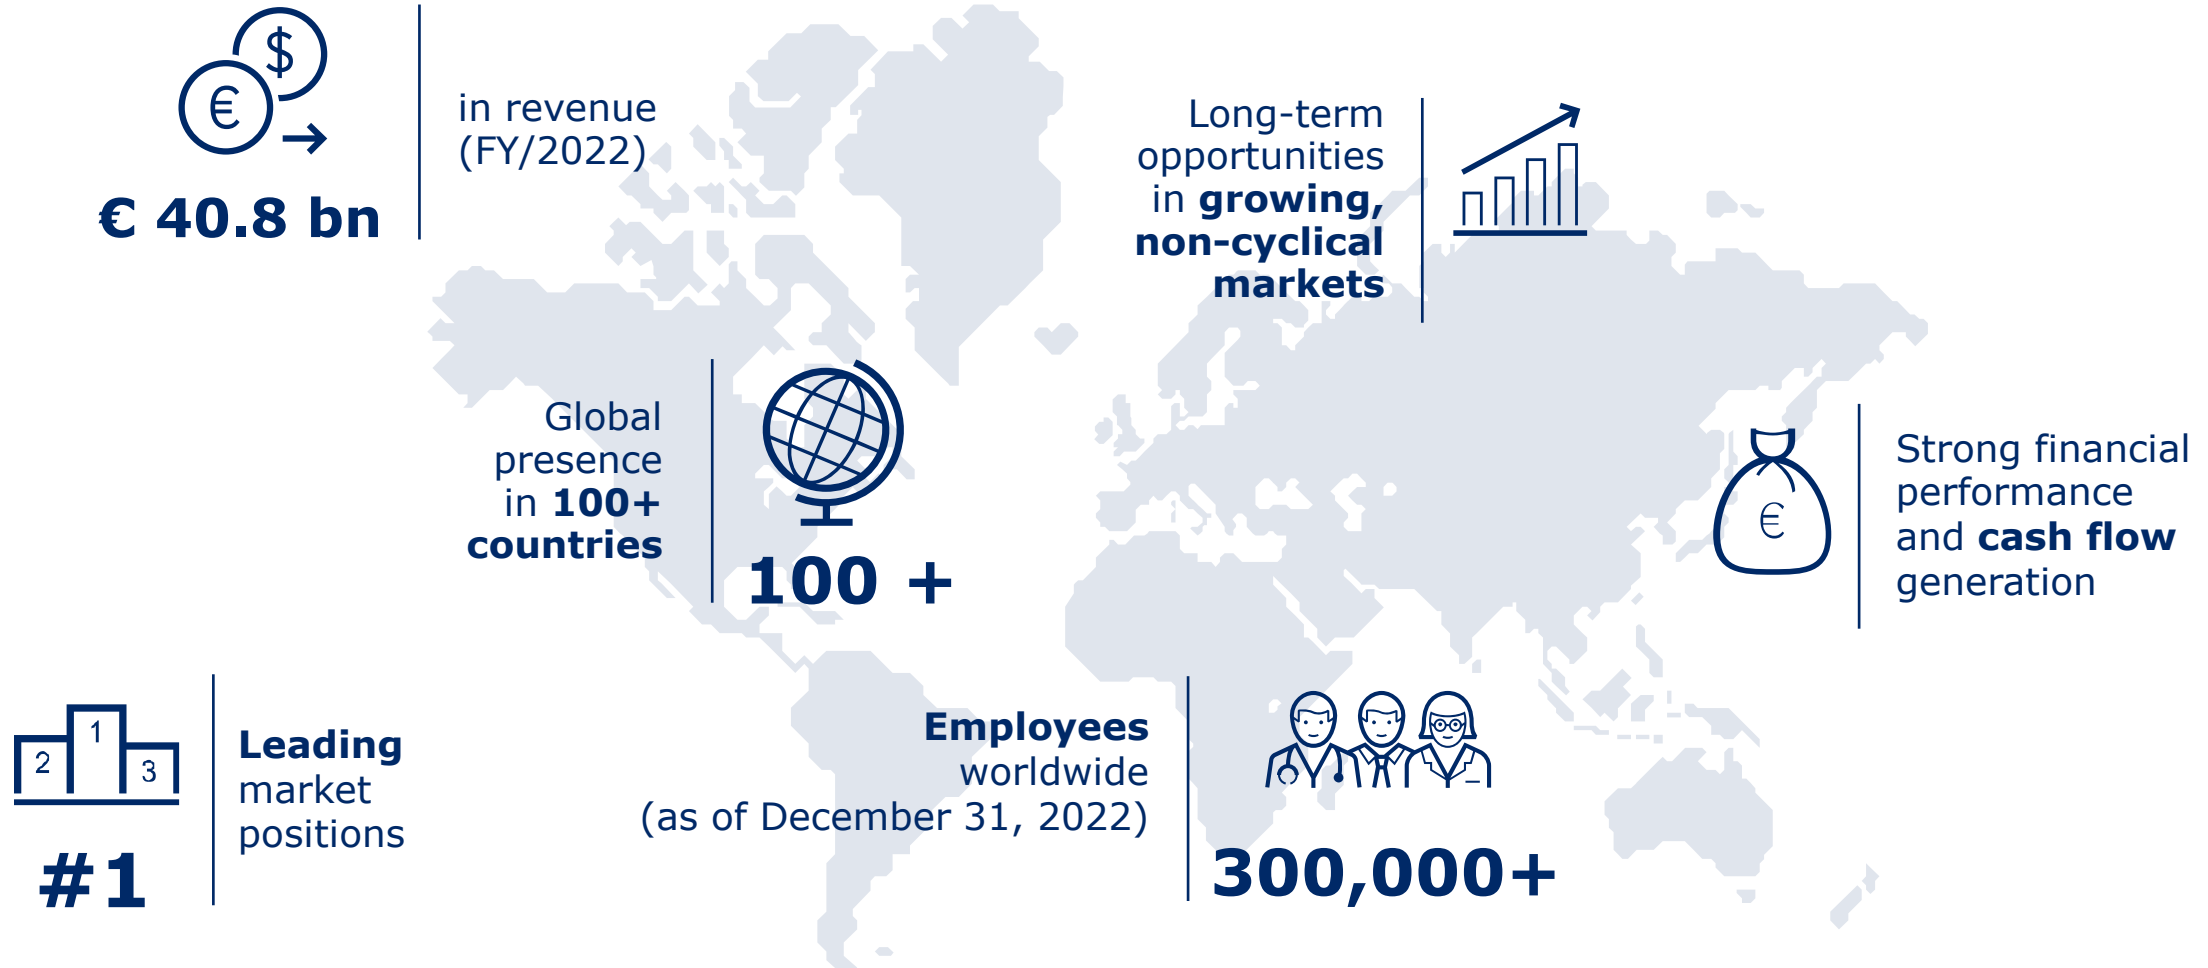 $
€
€ 40.8 bn
in revenue
(FY/2022)
Long-term
opportunities
in growing,
non-cyclical
markets
Global
presence
in 100+
countries
100 +
€
Strong financial
performance
and cash flow
generation
1
2
3
#1
Leading
market
positions
Employees
worldwide
(as of December 31, 2022)
300,000+